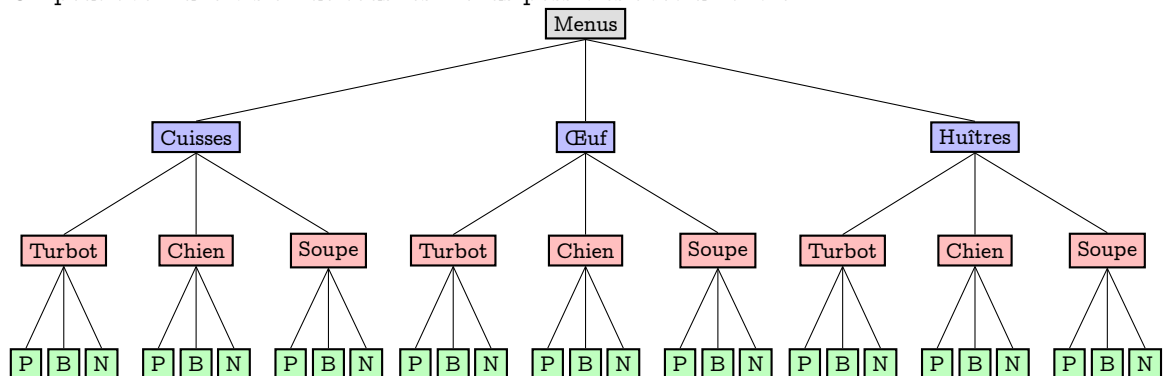 Menus
Cuisses Œuf Huîtres
Turbot Chien Soupe Turbot Chien Soupe Turbot Chien Soupe
P B N P B N P B N P B N P B N P B N P B N P B N P B N